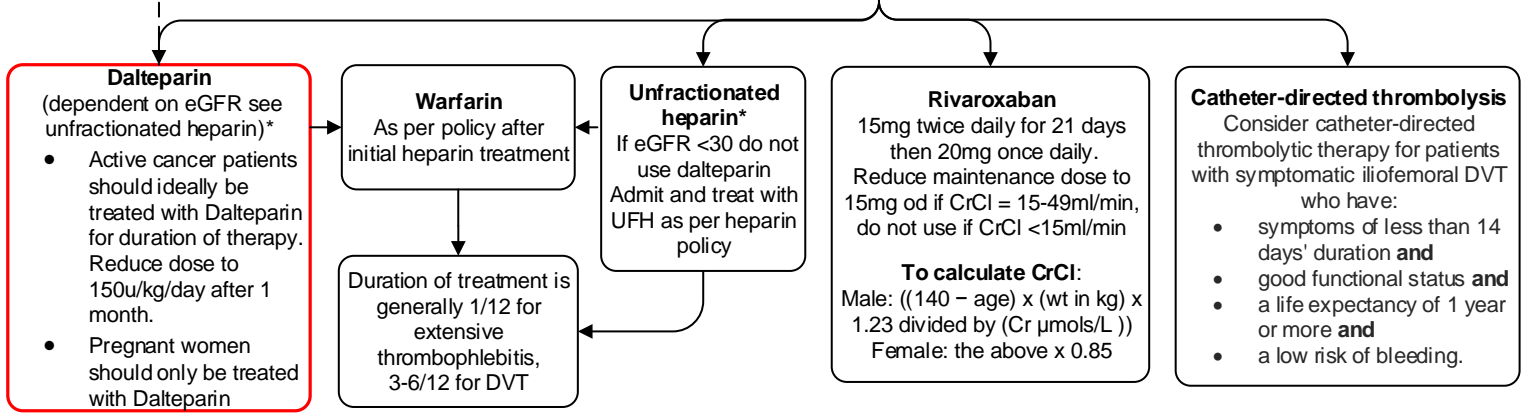 Dalteparin
(dependent on eGFR see
unfractionated heparin)*
• Active cancer patients
should ideally be
treated with Dalteparin
for duration of therapy.
Reduce dose to
150u/kg/day after 1
month.
• Pregnant women
should only be treated
with Dalteparin
Warfarin
As per policy after
initial heparin treatment
Duration of treatment is
generally 1/12 for
extensive
thrombophlebitis,
3-6/12 for DVT
Unfractionated
heparin*
If eGFR <30 do not
use dalteparin
Admit and treat with
UFH as per heparin
policy
Rivaroxaban
15mg twice daily for 21 days
then 20mg once daily.
Reduce maintenance dose to
15mg od if CrCl = 15-49ml/min,
do not use if CrCl <15ml/min
To calculate CrCl:
Male: ((140 − age) x (wt in kg) x
1.23 divided by (Cr µmols/L ))
Female: the above x 0.85
Catheter-directed thrombolysis
Consider catheter-directed
thrombolytic therapy for patients
with symptomatic iliofemoral DVT
who have:
• symptoms of less than 14
days' duration and
• good functional status and
• a life expectancy of 1 year
or more and
• a low risk of bleeding.